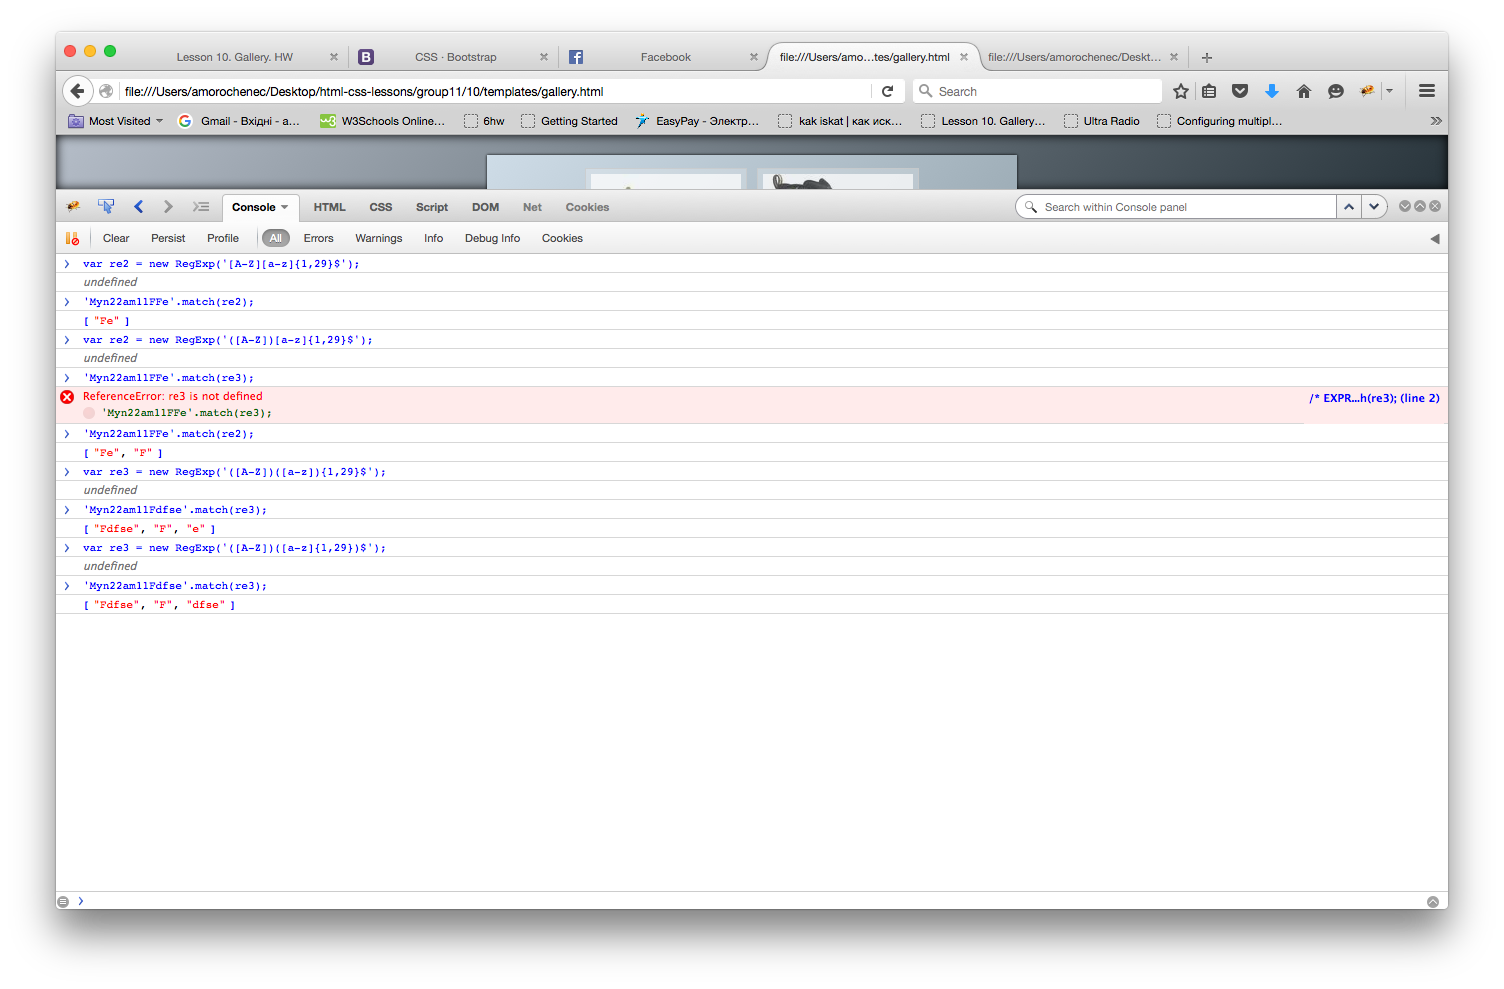 Lesson 10. Gallery. HW
CSS · Bootstrap
Facebook
file:///Users/amo...tes/gallery.html
file:///Users/amorochenec/Deskt...
file:///Users/amorochenec/Desktop/html-css-lessons/group11/10/templates/gallery.html
Search
Most Visited
Gmail - Вхідні - a...
W3Schools Online...
6hw
Getting Started
EasyPay - Электр...
kak iskat | как иск...
Lesson 10. Gallery...
Ultra Radio
Configuring multipl...
Console
HTML
CSS
Script
DOM
Net
Cookies
Search within Console panel
Clear
Persist
Profile
All
Errors
Warnings
Info
Debug Info
Cookies
var re2 = new RegExp('[A-Z][a-z]{1,29}$');
undefined
'Myn22am11FFe'.match(re2);
[ "Fe" ]
var re2 = new RegExp('([A-Z])[a-z]{1,29}$');
undefined
'Myn22am11FFe'.match(re3);
ReferenceError: re3 is not defined
/* EXPR...h(re3); (line 2)
'Myn22am11FFe'.match(re3);
'Myn22am11FFe'.match(re2);
[ "Fe", "F" ]
var re3 = new RegExp('([A-Z])([a-z]){1,29}$');
undefined
'Myn22am11Fdfse'.match(re3);
[ "Fdfse", "F", "e" ]
var re3 = new RegExp('([A-Z])([a-z]{1,29})$');
undefined
'Myn22am11Fdfse'.match(re3);
[ "Fdfse", "F", "dfse" ]